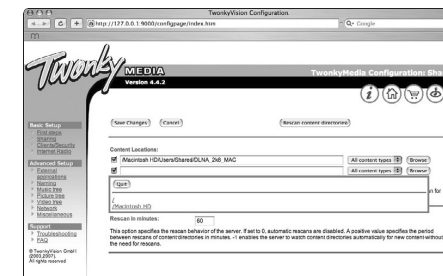 TwonkyVision Configuration
http://127.0.0.1:9000/configpage/index.htm
Q- Google
Twonky
MEDIA
Version 4.4.2
TwonkyMedia Configuration: Sha
Save Changes
Cancel
Rescan content directories
Basic Setup
First steps
Sharing
Clients/Security
Internet Radio
Advanced Setup
External
applications
Naming
Music tree
Picture tree
Video tree
Network
Miscellaneous
Support
Troubleshooting
FAQ
© TwonkyVision GmbH
(2003,2007).
All rights reserved
Content Locations:
/Macintosh HD/Users/Shared/DLNA_2k8_MAC
All content types
Browse
All content types
Browse
Quit
/
/Macintosh HD
un for
Rescan in minutes:
60
This option specifies the rescan behavior of the server. If set to 0, automatic rescans are disabled. A positive value specifies the period
between rescans of content directories in minutes. -1 enables the server to watch content directories automatically for new content without
the need for rescans.